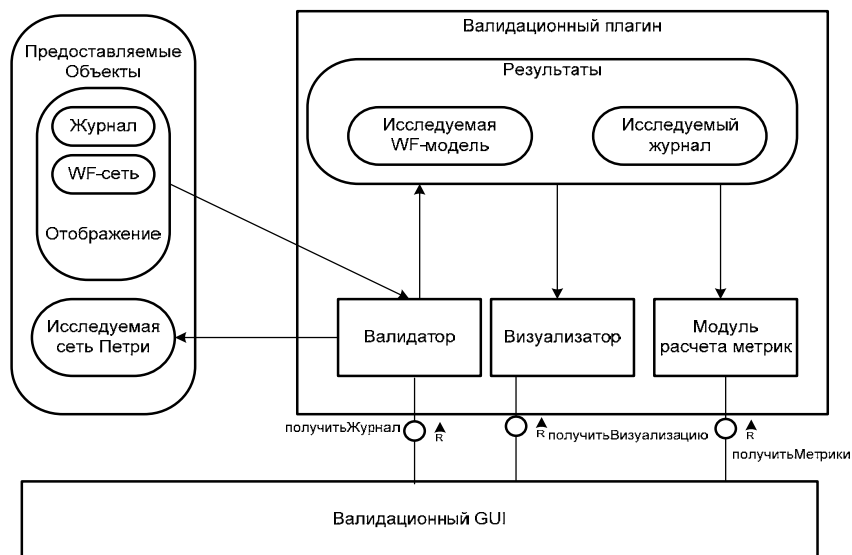 Предоставляемые
Объекты
Журнал
WF-сеть
Отображение
Исследуемая
сеть Петри
Валидационный плагин
Результаты
Исследуемая
WF-модель
Исследуемый
журнал
Валидатор
Визуализатор
Модуль
расчета метрик
получитьЖурнал
R
R
получитьВизуализацию
R
получитьМетрики
Валидационный GUI